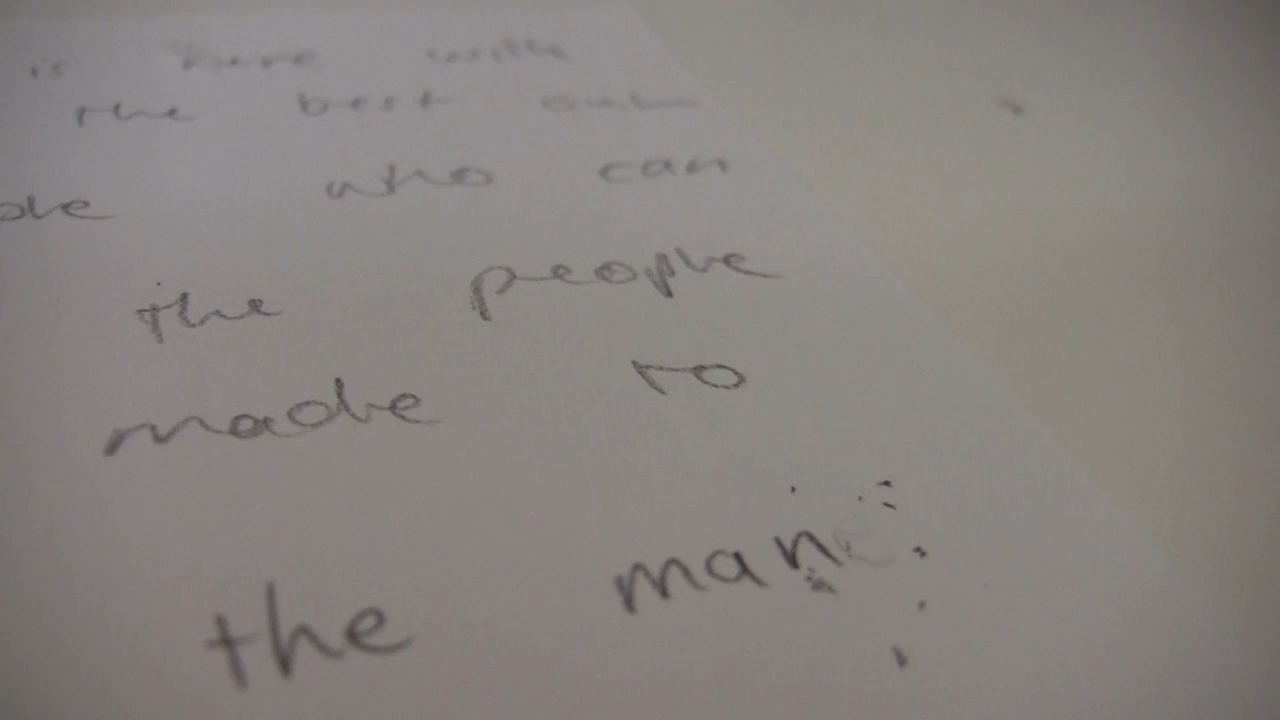 is here with
the best
who can
the people
made to
the man